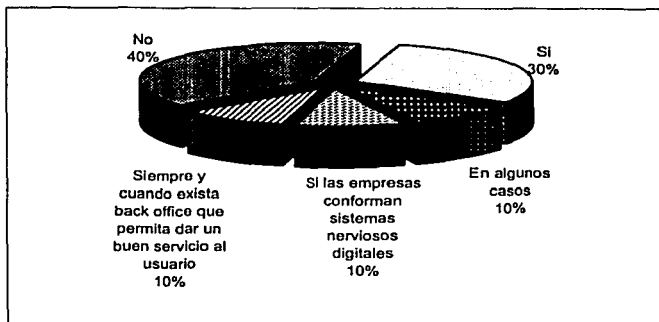 No
40%
Sí
30%
Siempre y
cuando exista
back office que
permita dar un
buen servicio al
usuario
10%
Si las empresas
conforman
sistemas
nerviosos
digitales
10%
En algunos
casos
10%